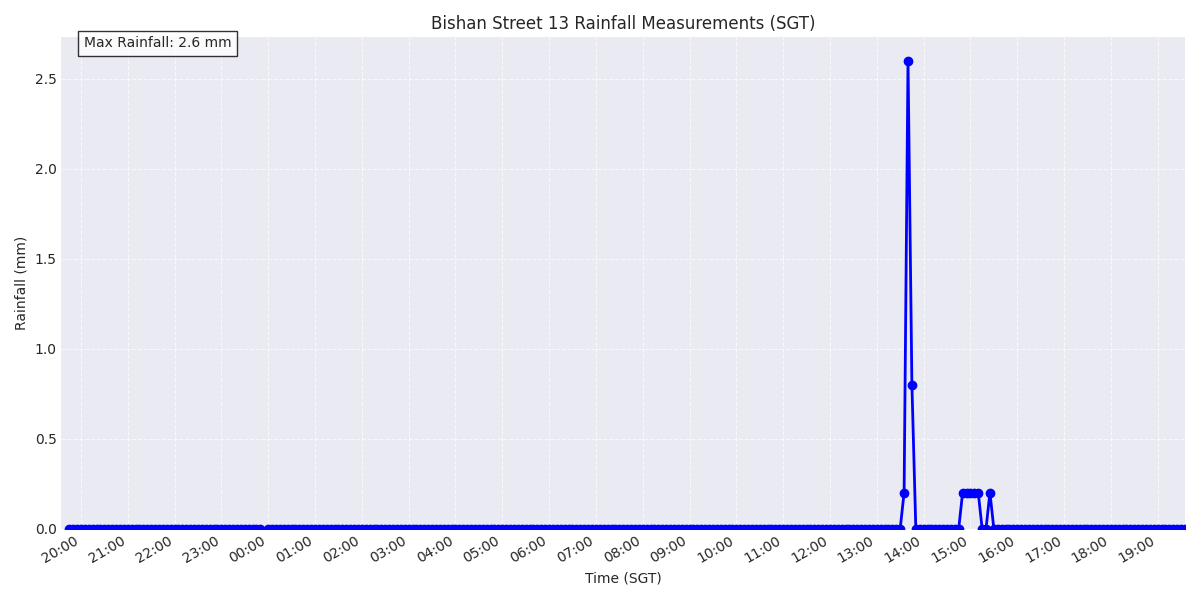 Bishan Street 13 Rainfall Measurements (SGT)
Max Rainfall: 2.6 mm
Rainfall (mm)
2.5
2.0
1.5
1.0
0.5
0.0
20:00 21:00 22:00 23:00 00:00 01:00 02:00 03:00 04:00 05:00 06:00 07:00 08:00 09:00 10:00 11:00 12:00 13:00 14:00 15:00 16:00 17:00 18:00 19:00
Time (SGT)